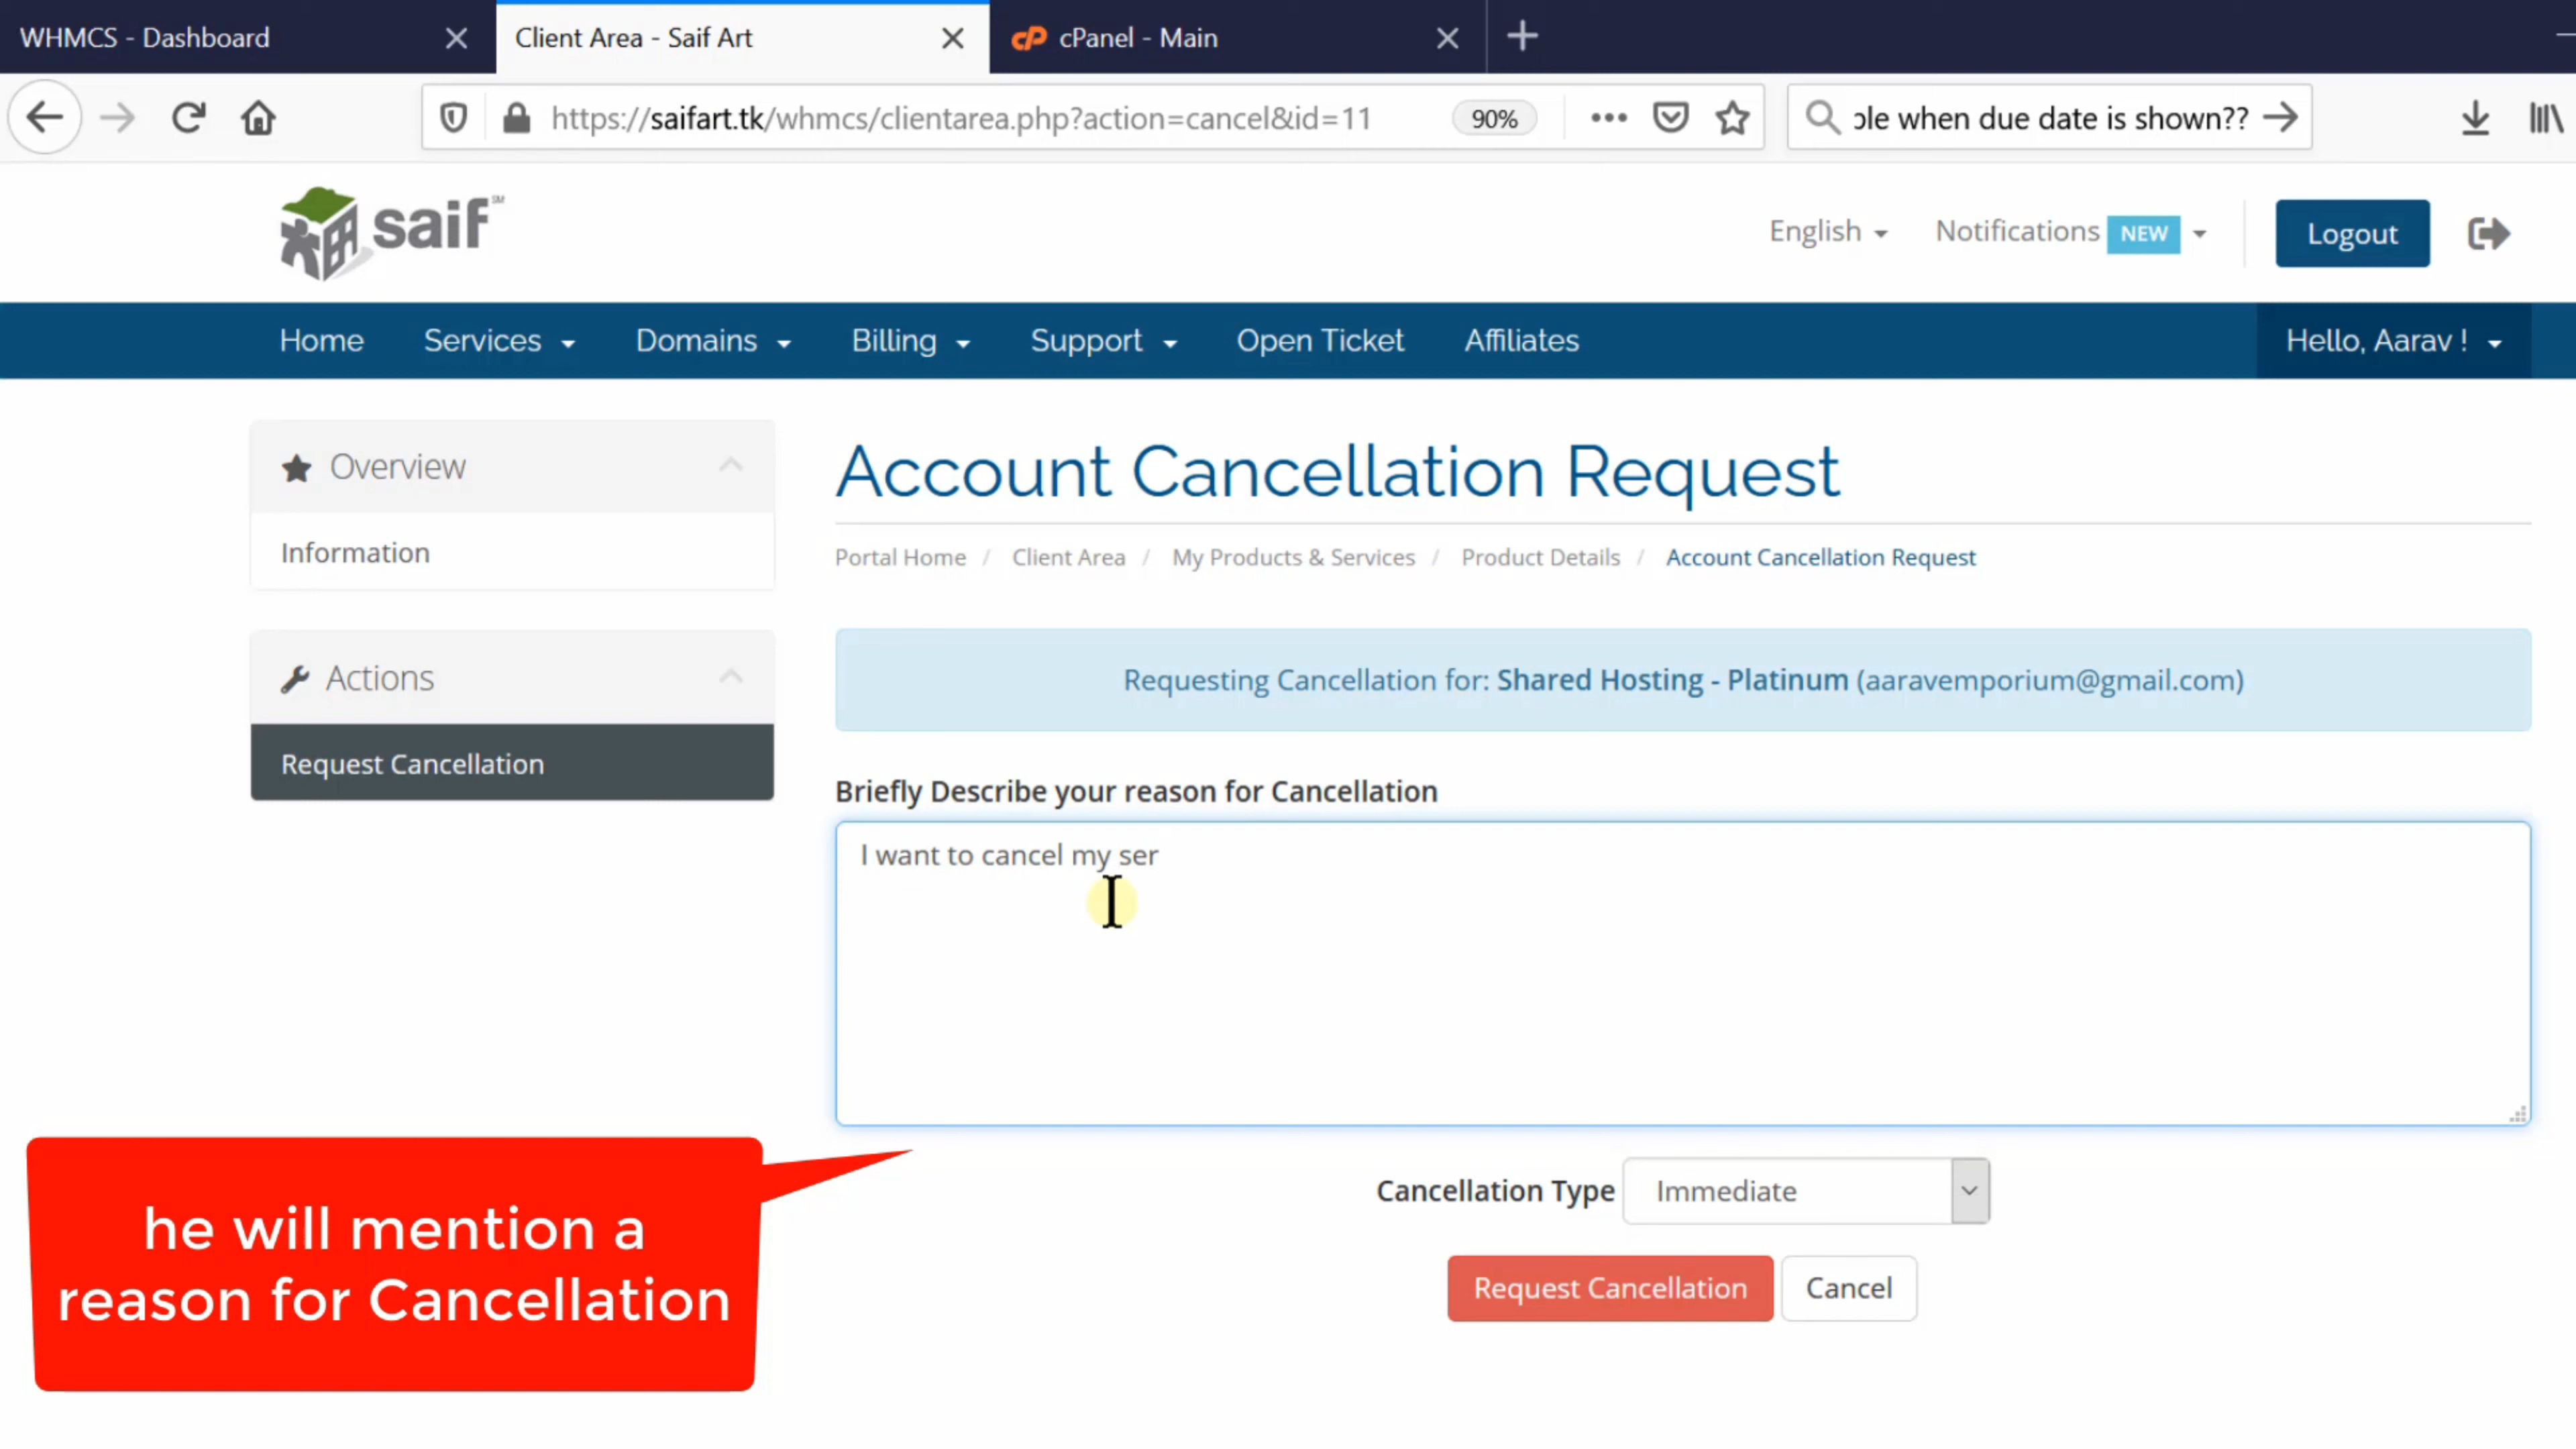 WHMCS - Dashboard
Client Area - Saif Art
cPanel - Main
https://saifart.tk/whmcs/clientarea.php?action=cancel&id=11
90%
ole when due date is shown??
saif SM
English
Notifications NEW
Logout
Home
Services
Domains
Billing
Support
Open Ticket
Affiliates
Hello, Aarav !
Overview
Information
Actions
Request Cancellation
Account Cancellation Request
Portal Home / Client Area / My Products & Services / Product Details / Account Cancellation Request
Requesting Cancellation for: Shared Hosting - Platinum (aaravemporium@gmail.com)
Briefly Describe your reason for Cancellation
I want to cancel my ser
Cancellation Type Immediate
Request Cancellation Cancel
he will mention a
reason for Cancellation